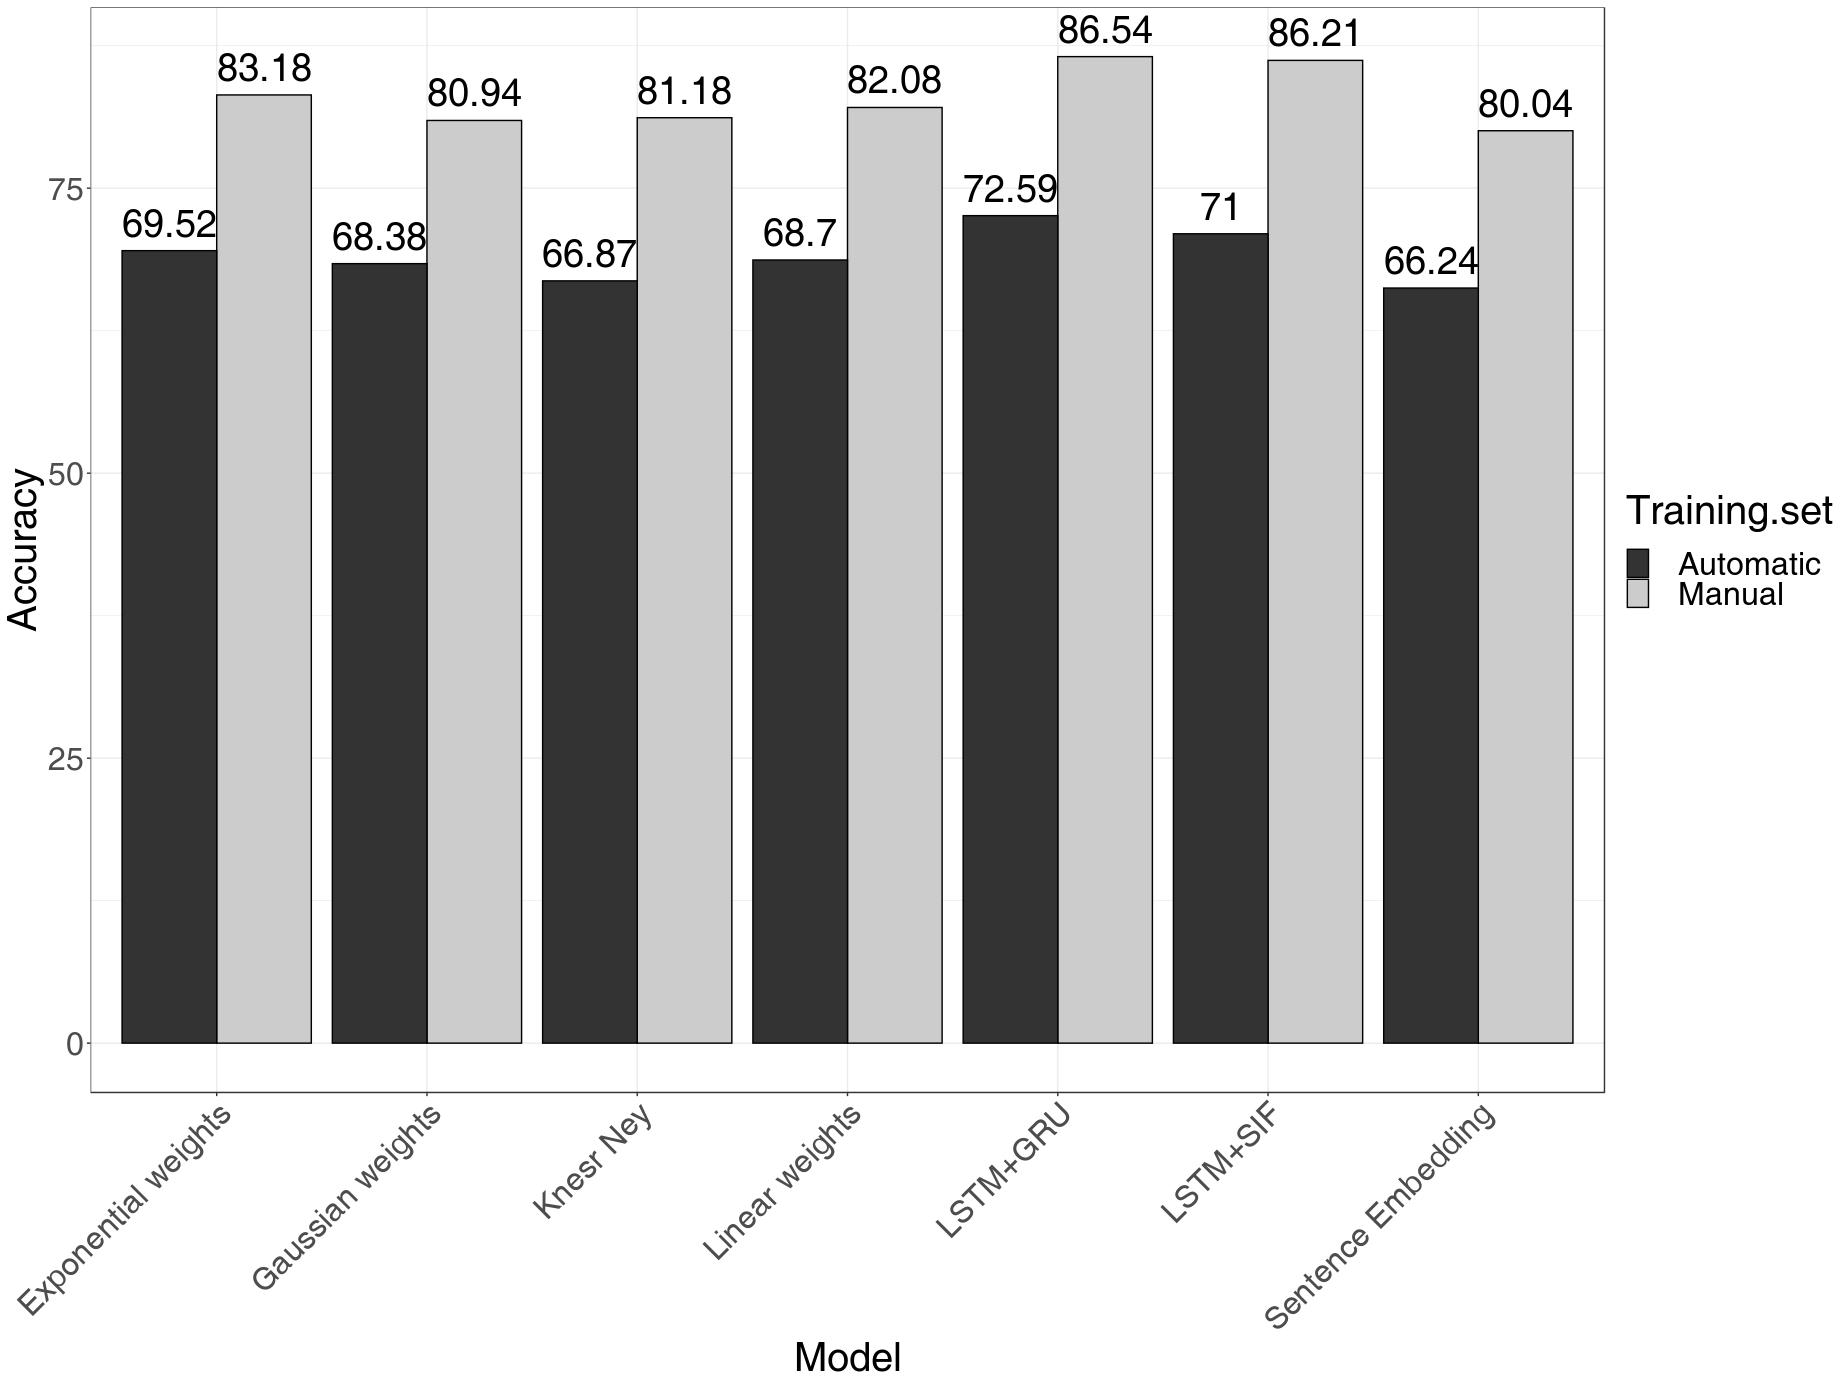 83.18
80.94
81.18
82.08
86.54
86.21
80.04
69.52
68.38
66.87
68.7
72.59
71
66.24
75
50
25
0
Accuracy
Exponential weights
Gaussian weights
Knesr Ney
Linear weights
LSTM+GRU
LSTM+SIF
Sentence Embedding
Model
Training.set
Automatic
Manual